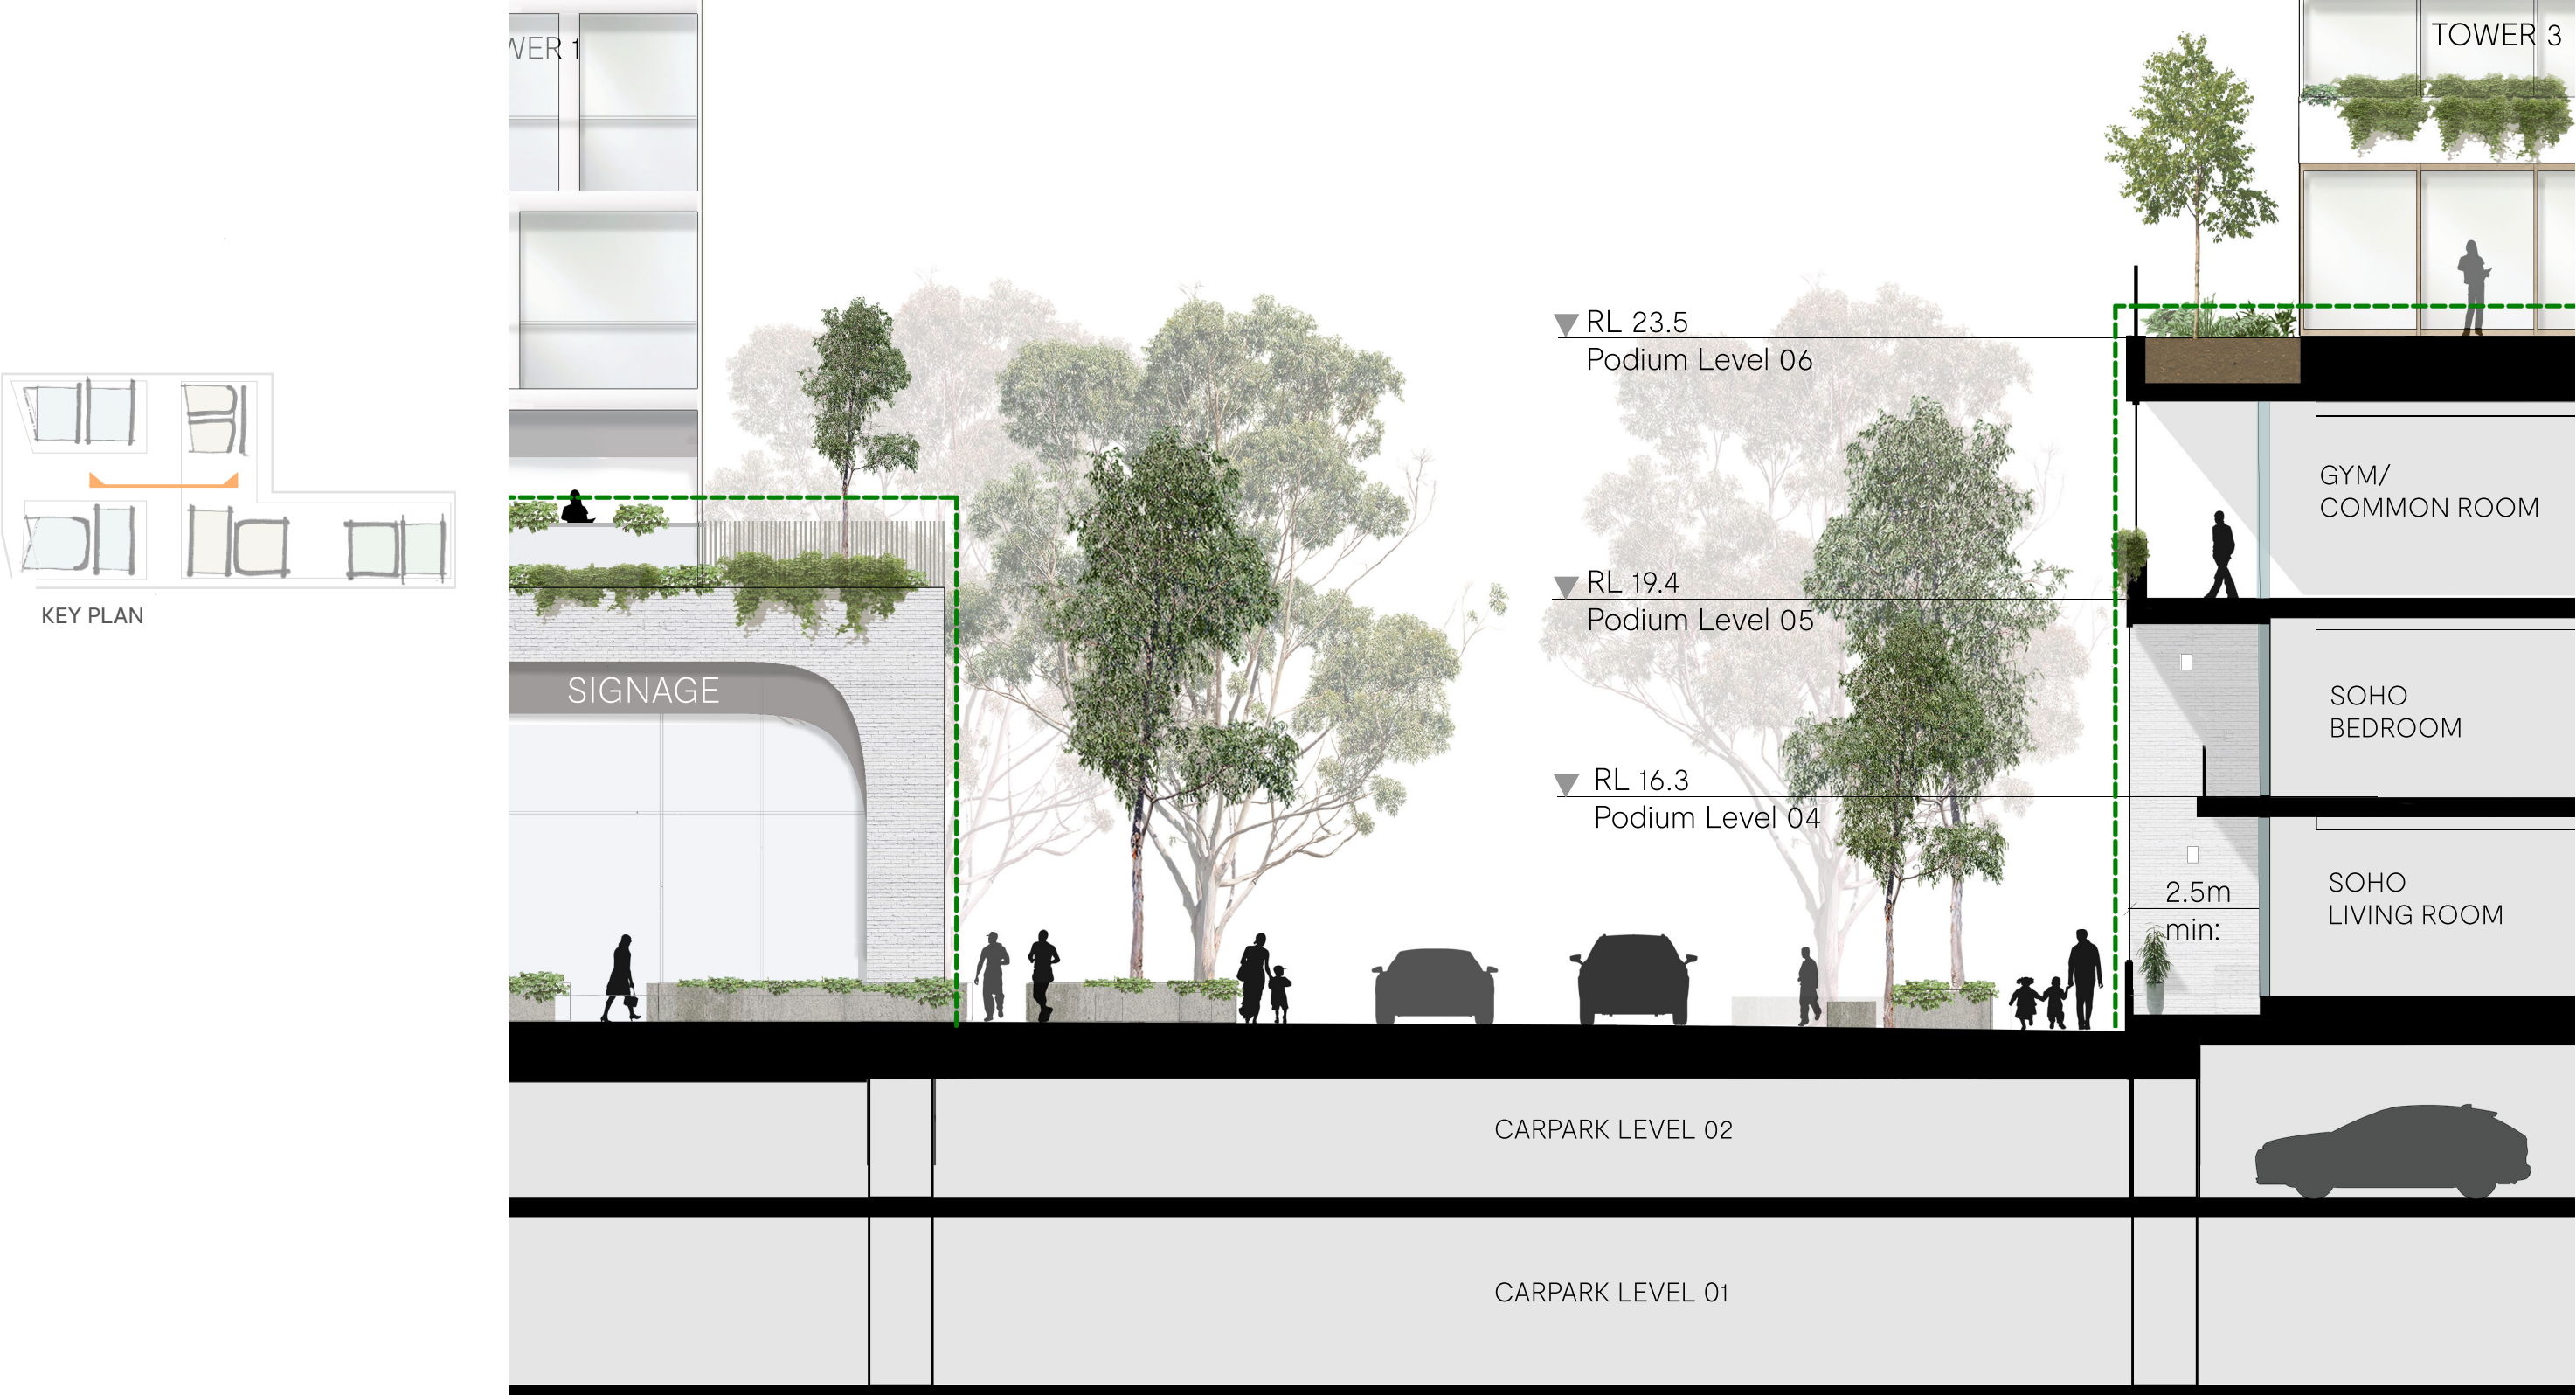 WER 1
TOWER 3
RL 23.5
Podium Level 06
GYM/
COMMON ROOM
RL 19.4
Podium Level 05
KEY PLAN
SIGNAGE
SOHO
BEDROOM
RL 16.3
Podium Level 04
SOHO
LIVING ROOM
2.5m
min:
CARPARK LEVEL 02
CARPARK LEVEL 01